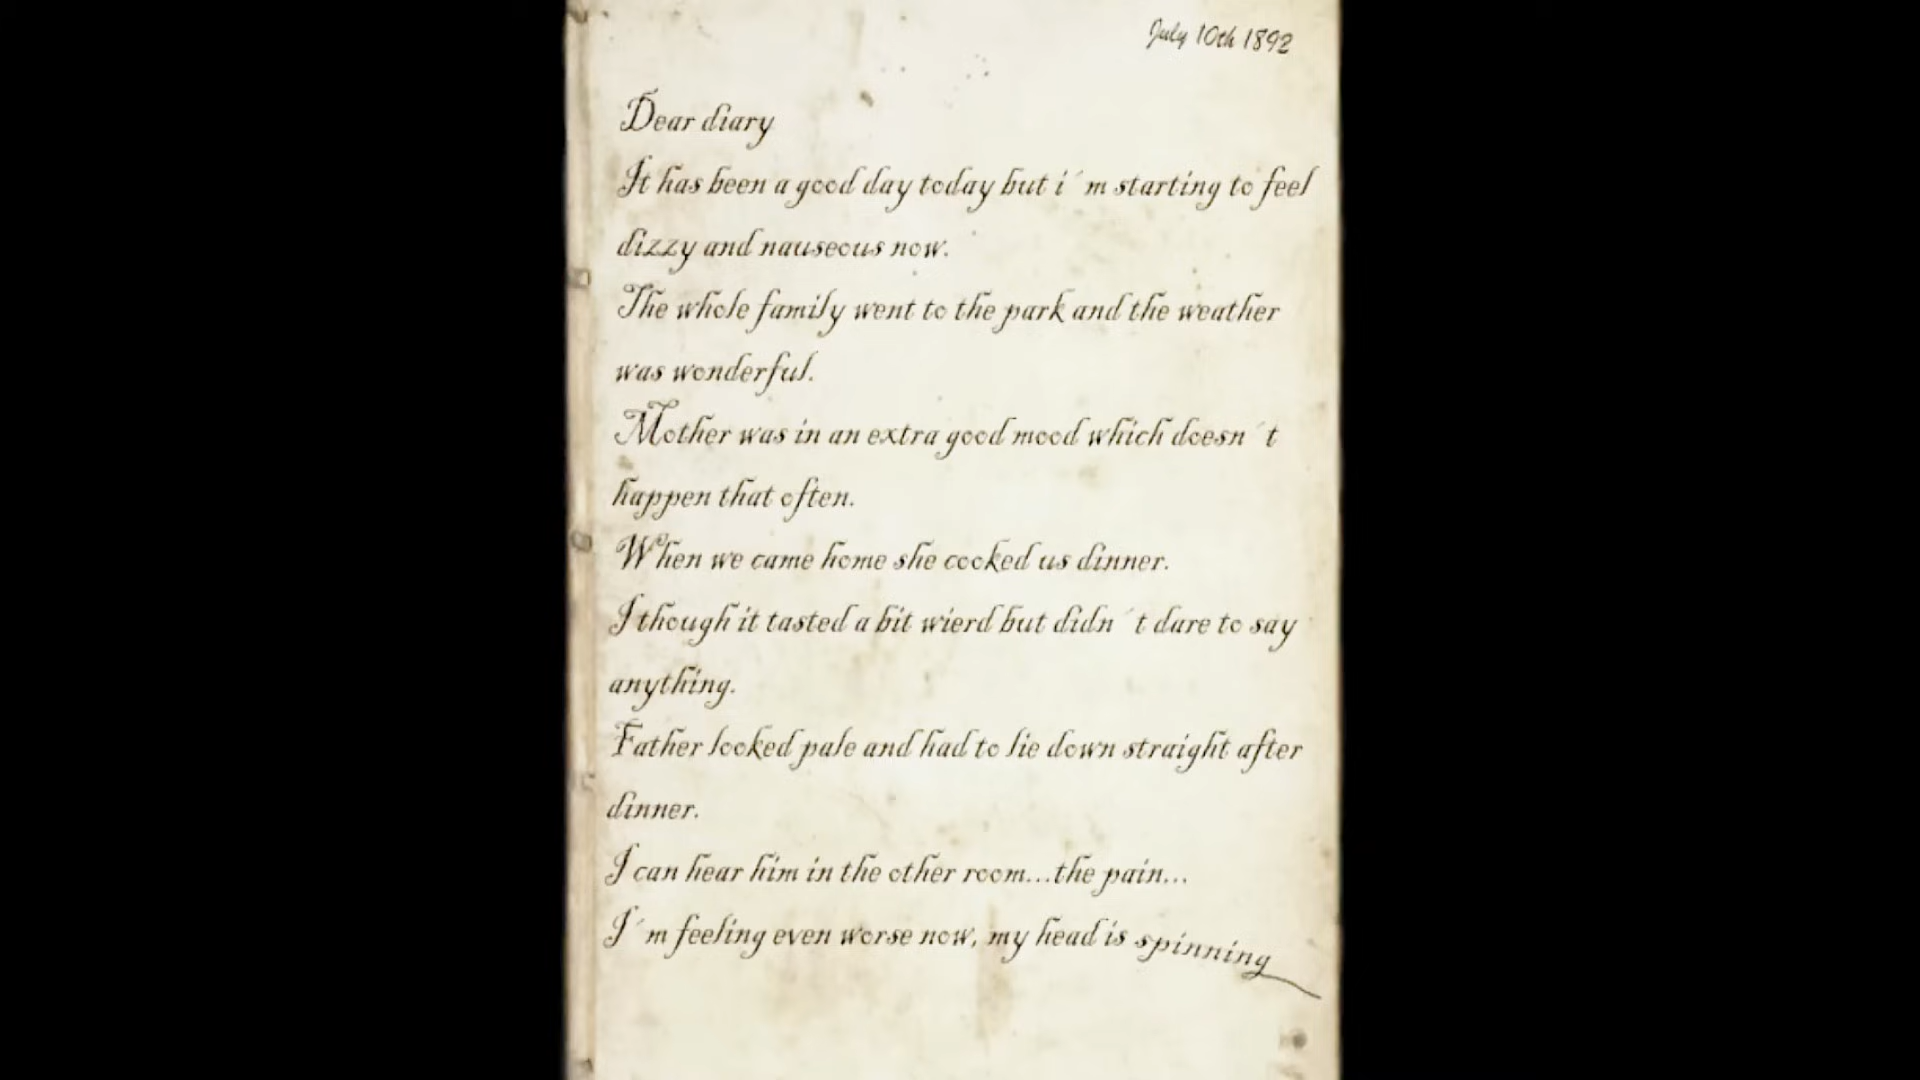 July 10th 1892
Dear diary
It has been a good day today but i´m starting to feel
dizzy and nauseous now.
The whole family went to the park and the weather
was wonderful.
Mother was in an extra good mood which doesn´t
happen that often.
When we came home she cooked us dinner.
I though it tasted a bit wierd but didn´t dare to say
anything.
Father looked pale and had to lie down straight after
dinner.
I can hear him in the other room...the pain...
I´m feeling even worse now, my head is spinning